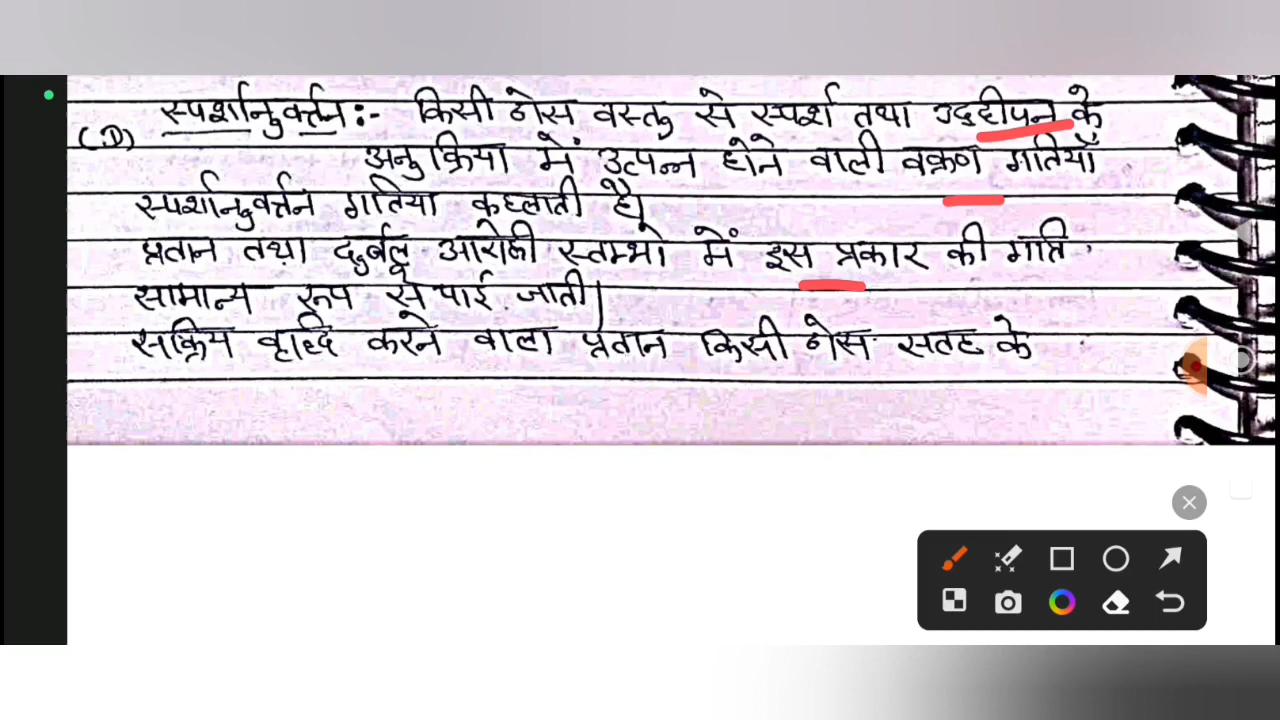 (D) स्पर्शानुवर्त्तन :- किसी ठोस वस्तु से स्पर्श तथा उद्दीपन के
अनुक्रिया में उत्पन्न होने वाली वक्रण गतियाँ
स्पर्शानुवर्त्तन गतिया कहलाती है।
प्रतान तथा दुर्बल आरोही स्तम्भो में इस प्रकार की गति
सामान्य रूप से पाई जाती।
सक्रिय वृद्धि करने वाला प्रतान किसी ठोस सतह के